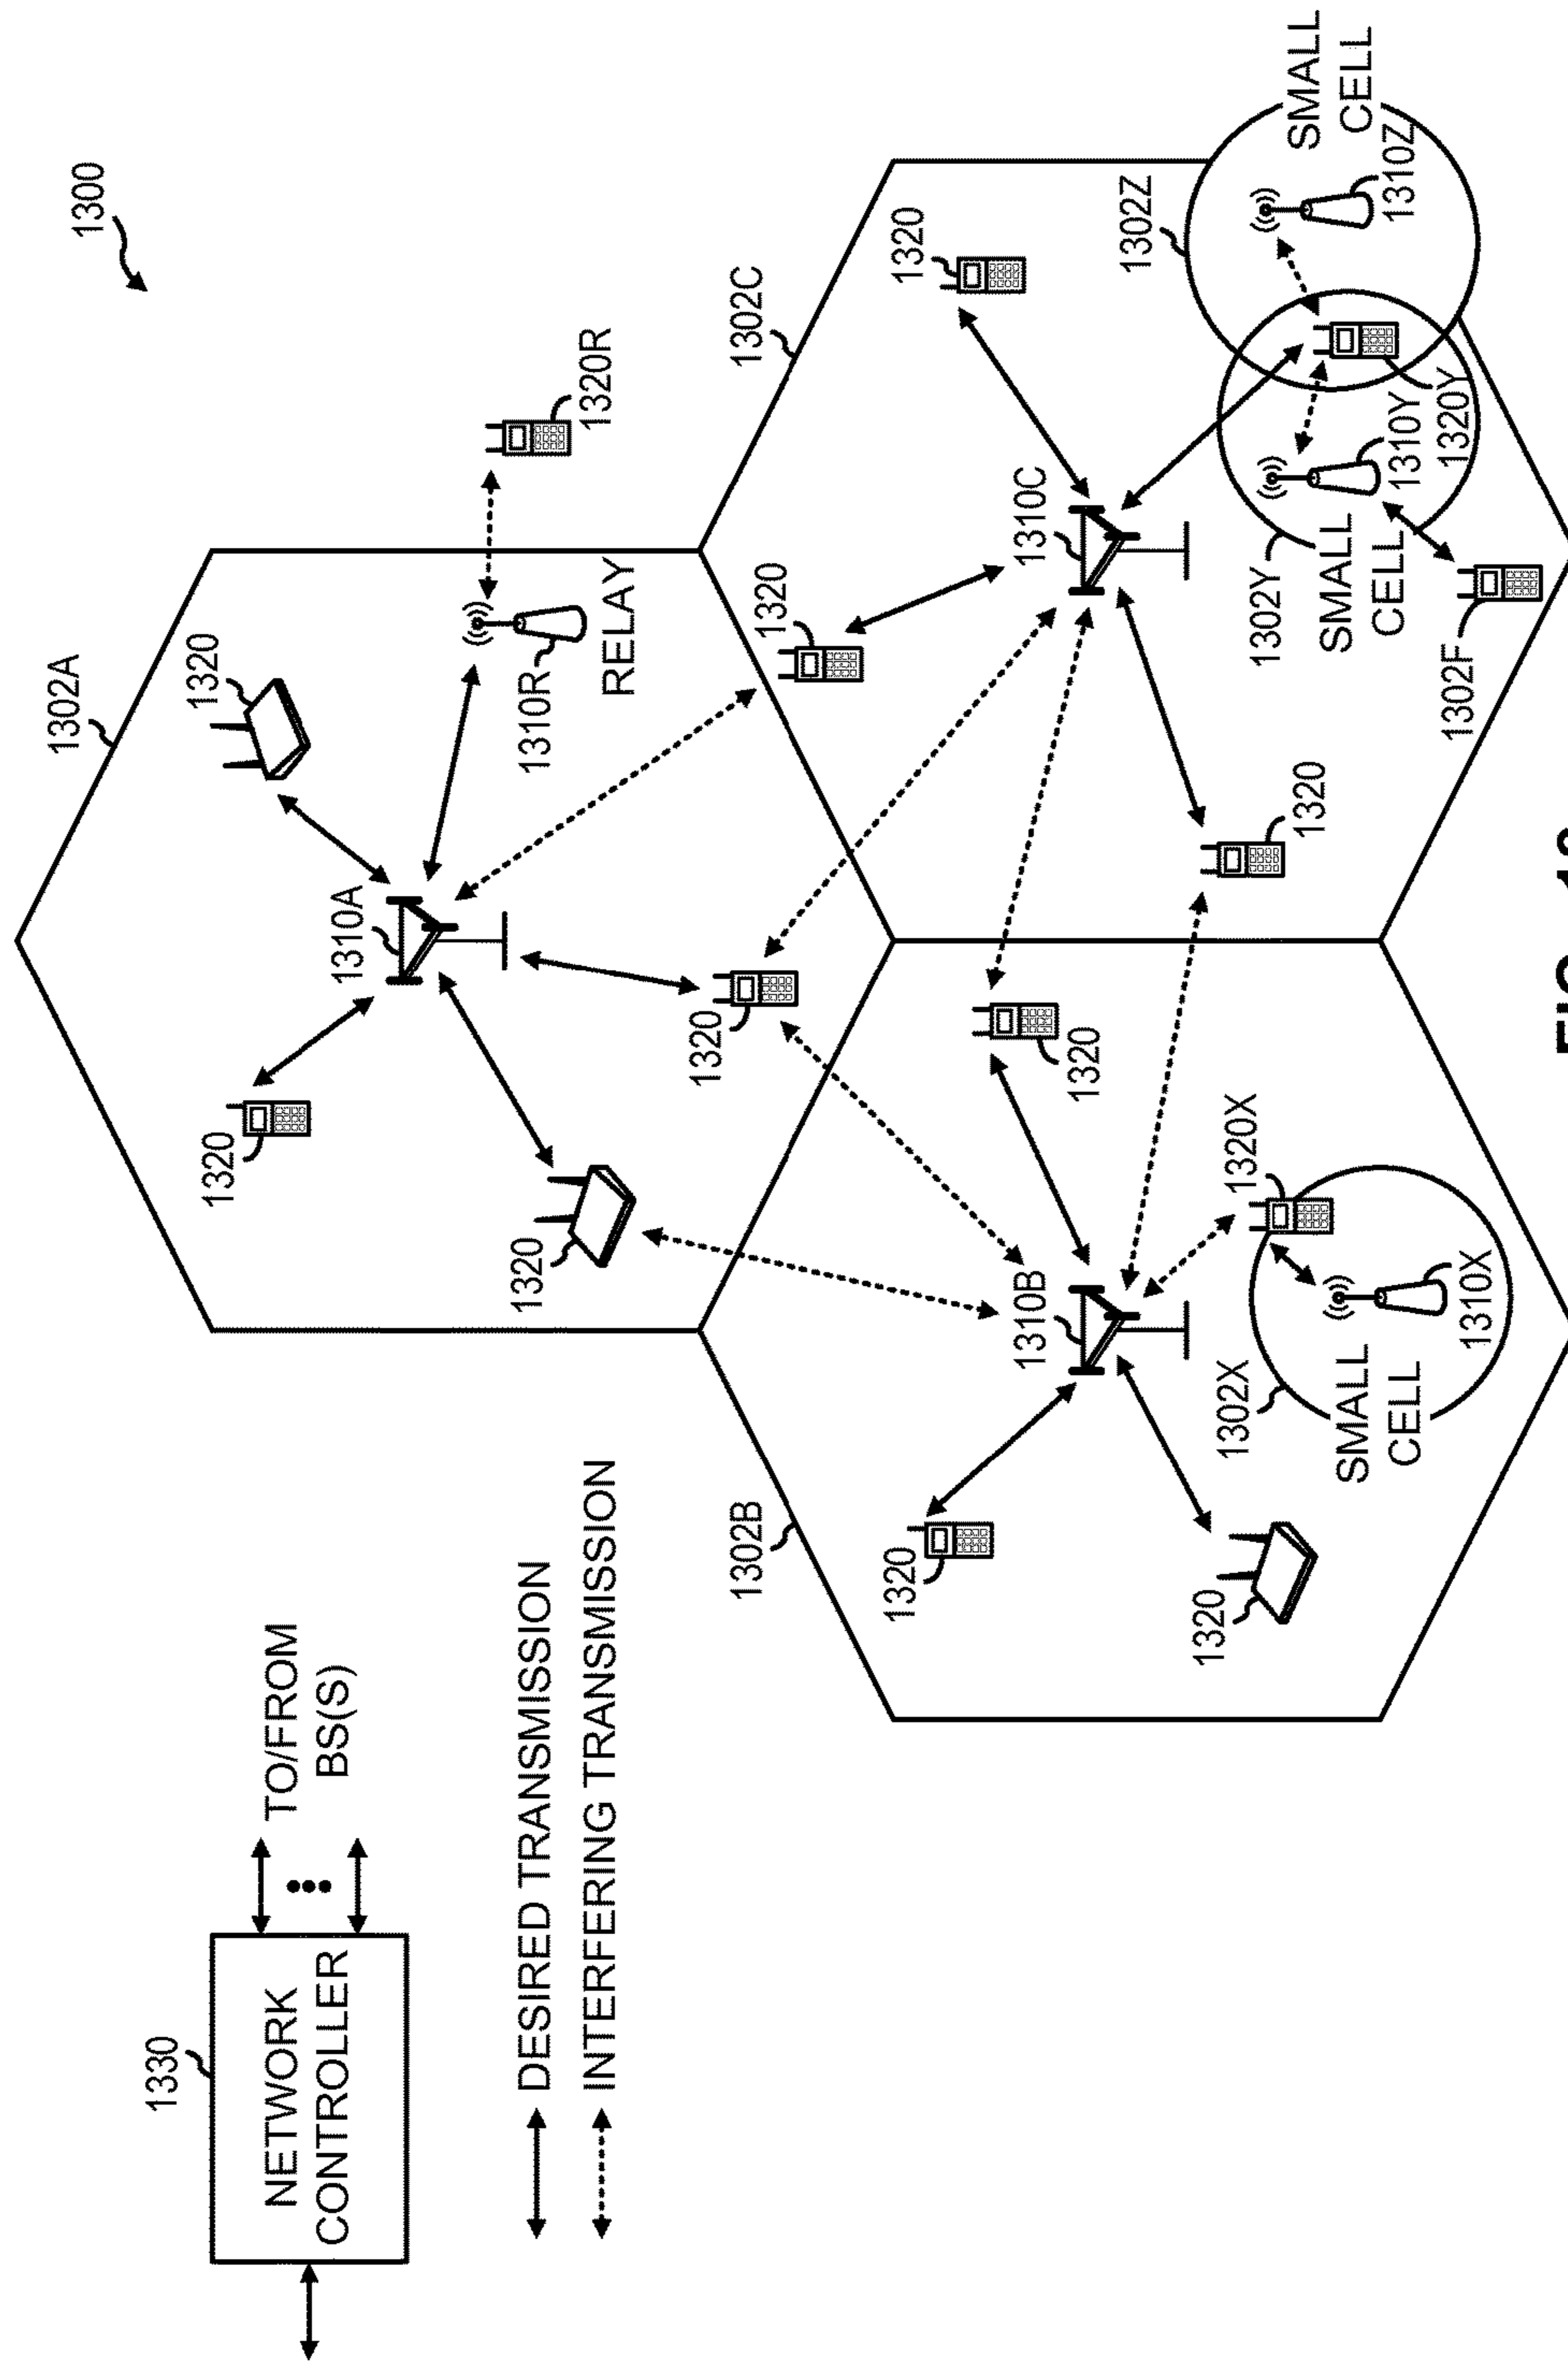 1300
1330
NETWORK
CONTROLLER
TO/FROM
BS(S)
DESIRED TRANSMISSION
INTERFERING TRANSMISSION
1302A
1320
1320
1310A
1320
1310R
RELAY
1320R
1320
1302B
1320
1310B
1320
1320
1302X
SMALL
CELL
1310X
1320X
1302C
1320
1320
1310C
1320
1302Y
SMALL
CELL
1310Y
1320Y
1302F
1302Z
SMALL
CELL
1310Z
FIG.